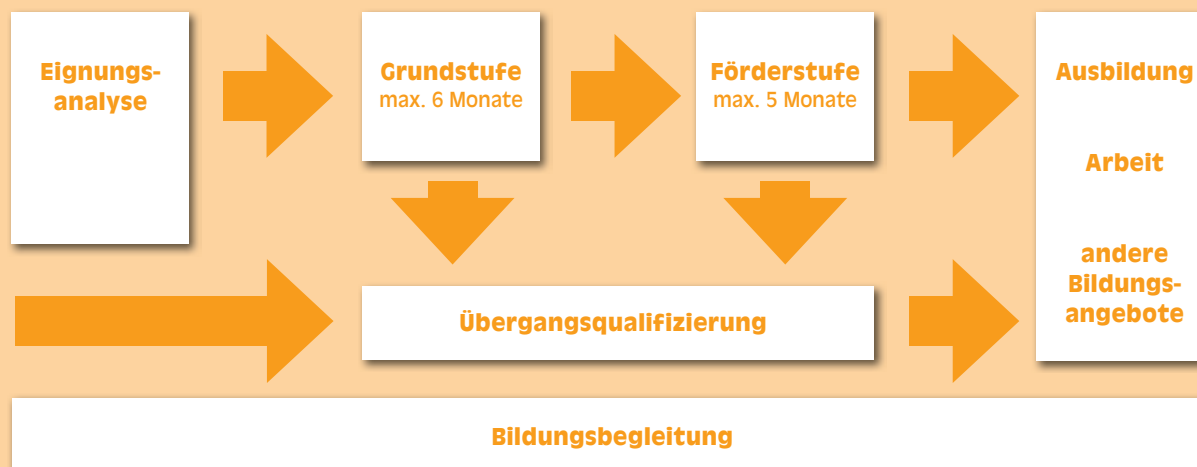 Eignungs-
analyse
Grundstufe
max. 6 Monate
Förderstufe
max. 5 Monate
Ausbildung
Arbeit
andere
Bildungs-
angebote
Übergangsqualifizierung
Bildungsbegleitung